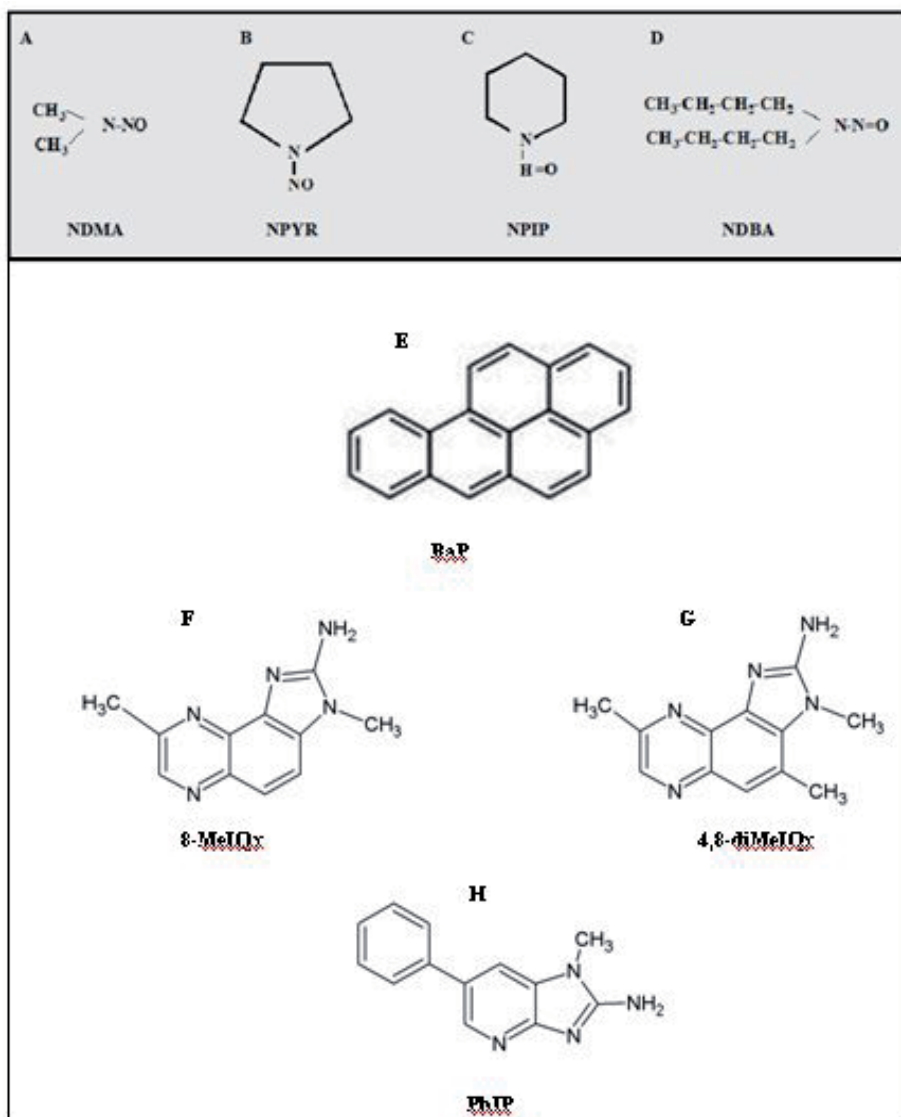 A B C D
CH₃
CH₃
N-NO
N
NO
N
H=O
CH₃-CH₂-CH₂-CH₂
CH₃-CH₂-CH₂-CH₂
N-N=O
NDMA NPYR NPIP NDBA
E
BaP
F
NH₂
N
N
CH₃
H₃C
N
N
8-MeIQx
G
NH₂
N
N
CH₃
H₃C
N
N
CH₃
4,8-diMeIQx
H
CH₃
N
NH₂
N
N
PhIP